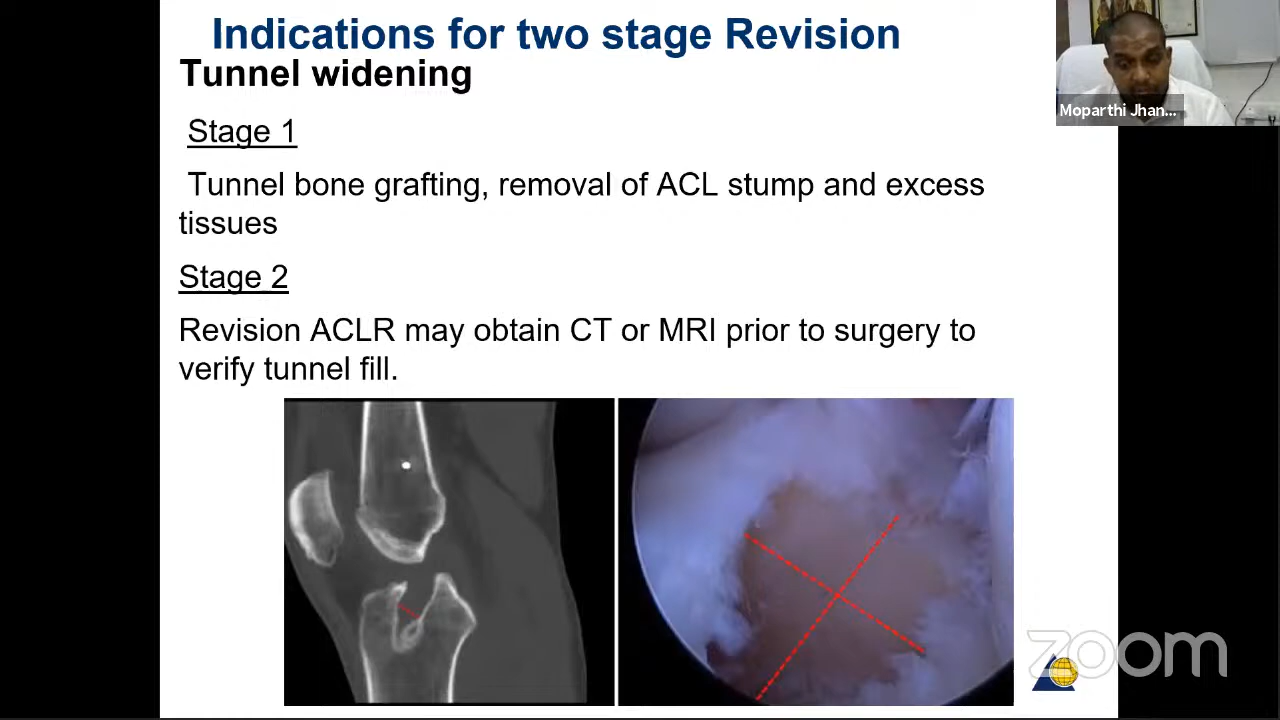 Indications for two stage Revision
Tunnel widening
Stage 1
Tunnel bone grafting, removal of ACL stump and excess
tissues
Stage 2
Revision ACLR may obtain CT or MRI prior to surgery to
verify tunnel fill.
Moparthi Jhan...
zoom